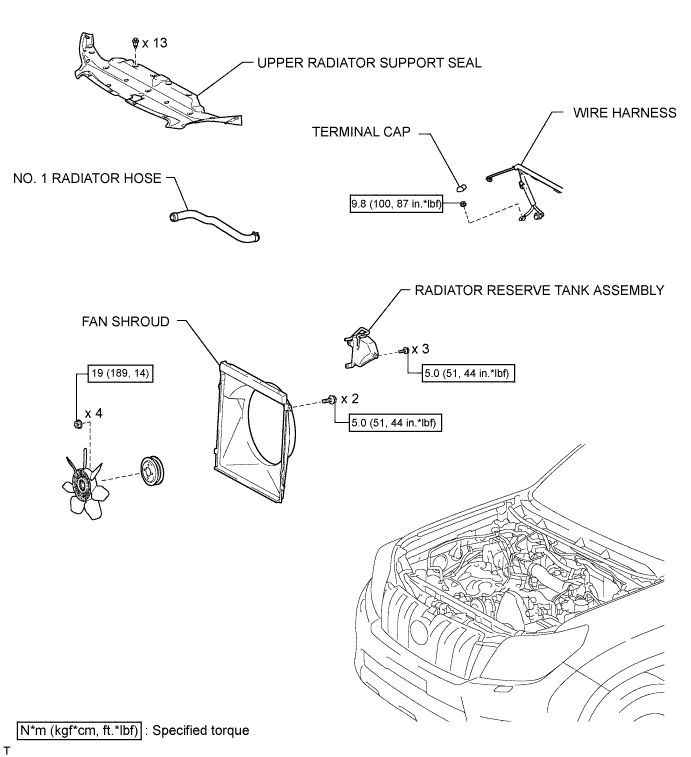 x 13
UPPER RADIATOR SUPPORT SEAL
WIRE HARNESS
TERMINAL CAP
NO. 1 RADIATOR HOSE
9.8 (100, 87 in.*lbf)
RADIATOR RESERVE TANK ASSEMBLY
FAN SHROUD
x 3
19 (189, 14)
5.0 (51, 44 in.*lbf)
x 2
x 4
5.0 (51, 44 in.*lbf)
N*m (kgf*cm, ft.*lbf) : Specified torque
T